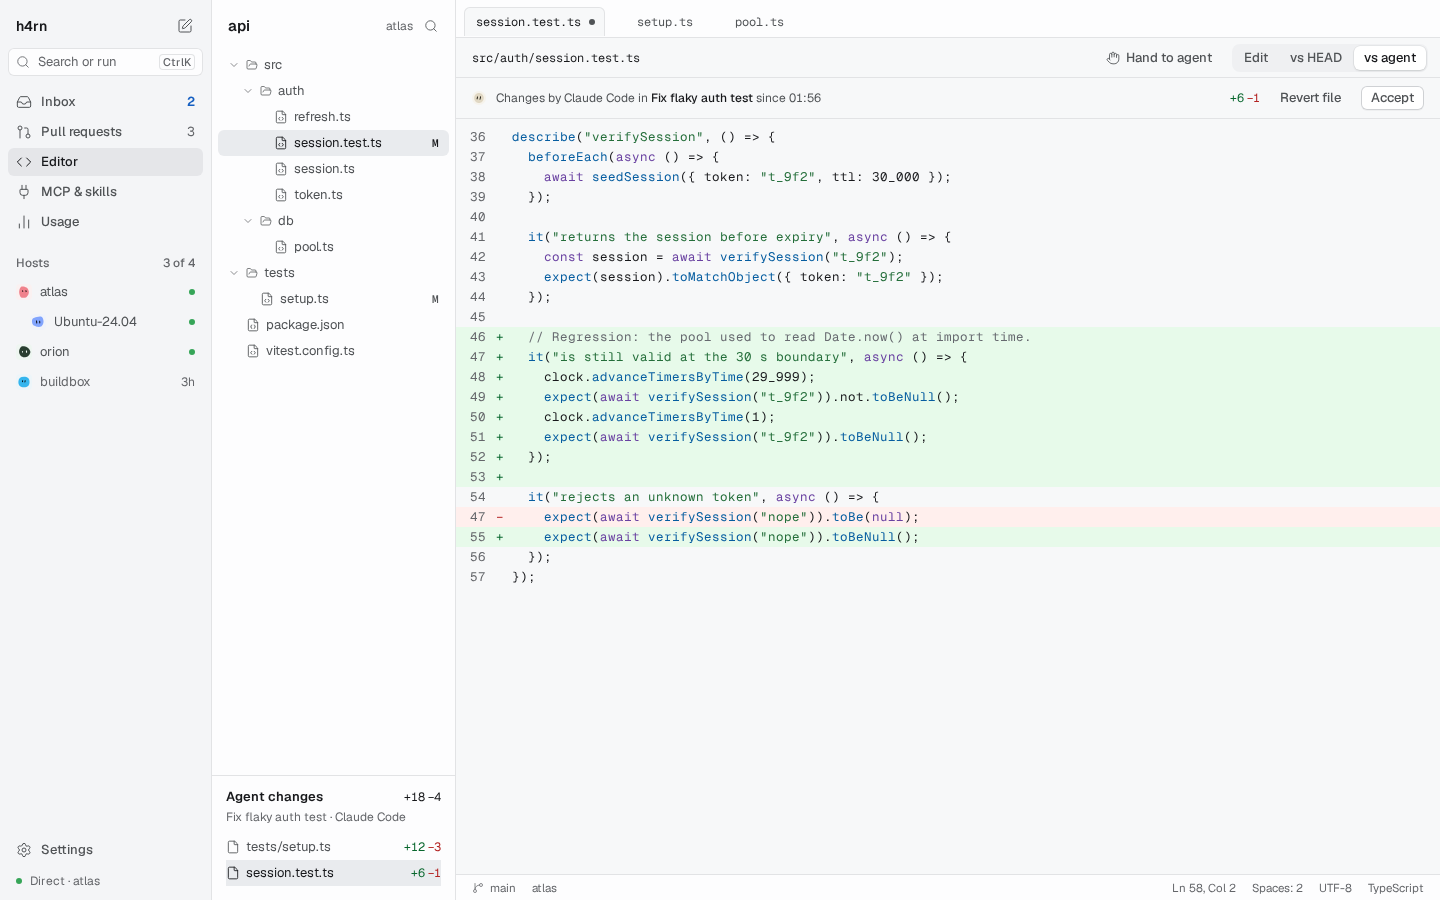 h4rn
Search or run CtrlK
Inbox 2
Pull requests 3
Editor
MCP & skills
Usage
Hosts 3 of 4
atlas
Ubuntu-24.04
orion
buildbox 3h
Settings
Direct · atlas
api atlas
src
auth
refresh.ts
session.test.ts M
session.ts
token.ts
db
pool.ts
tests
setup.ts M
package.json
vitest.config.ts
Agent changes +18 −4
Fix flaky auth test · Claude Code
tests/setup.ts +12 −3
session.test.ts +6 −1
session.test.ts setup.ts pool.ts
src/auth/session.test.ts Hand to agent Edit vs HEAD vs agent
Changes by Claude Code in Fix flaky auth test since 01:56 +6 −1 Revert file Accept
36 describe("verifySession", () => {
37 beforeEach(async () => {
38 await seedSession({ token: "t_9f2", ttl: 30_000 });
39 });
40
41 it("returns the session before expiry", async () => {
42 const session = await verifySession("t_9f2");
43 expect(session).toMatchObject({ token: "t_9f2" });
44 });
45
46 + // Regression: the pool used to read Date.now() at import time.
47 + it("is still valid at the 30 s boundary", async () => {
48 + clock.advanceTimersByTime(29_999);
49 + expect(await verifySession("t_9f2")).not.toBeNull();
50 + clock.advanceTimersByTime(1);
51 + expect(await verifySession("t_9f2")).toBeNull();
52 + });
53 +
54 it("rejects an unknown token", async () => {
47 − expect(await verifySession("nope")).toBe(null);
55 + expect(await verifySession("nope")).toBeNull();
56 });
57 });
main atlas Ln 58, Col 2 Spaces: 2 UTF-8 TypeScript